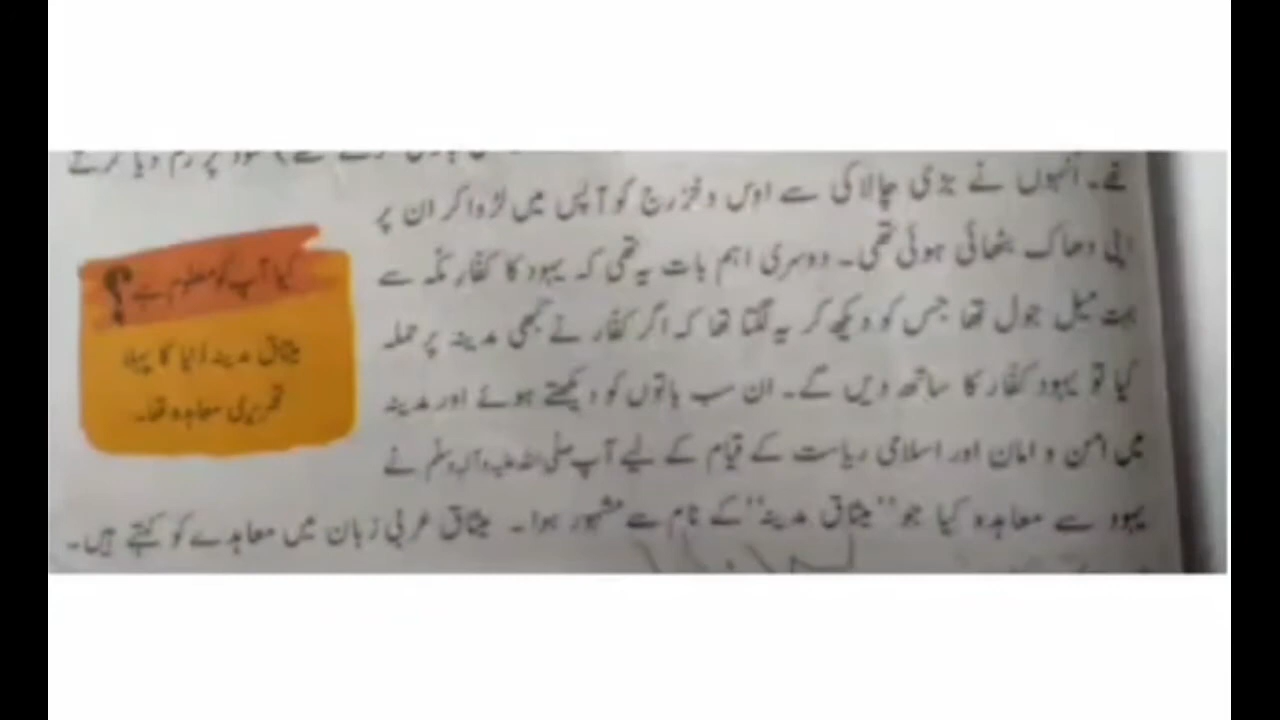 تھے۔ انہوں نے بڑی چالاکی سے اوس و خزرج کو آپس میں لڑوا کر ان پر
اپنی دھاک بٹھائی ہوئی تھی۔ دوسری اہم بات یہ تھی کہ یہود کا کفارِ مکّہ سے
بہت میل جول تھا جس کو دیکھ کر یہ لگتا تھا کہ اگر کفار نے کبھی مدینہ پر حملہ
کیا تو یہود کفّار کا ساتھ دیں گے۔ ان سب باتوں کو دیکھتے ہوئے اور مدینہ
میں امن و امان اور اسلامی ریاست کے قیام کے لیے آپ صلی اللہ علیہ وآلہ وسلم نے
یہود سے معاہدہ کیا جو "میثاق مدینہ" کے نام سے مشہور ہوا۔ میثاق عربی زبان میں معاہدے کو کہتے ہیں۔
کیا آپ کو معلوم ہے؟
میثاق مدینہ دنیا کا پہلا
تحریری معاہدہ تھا۔